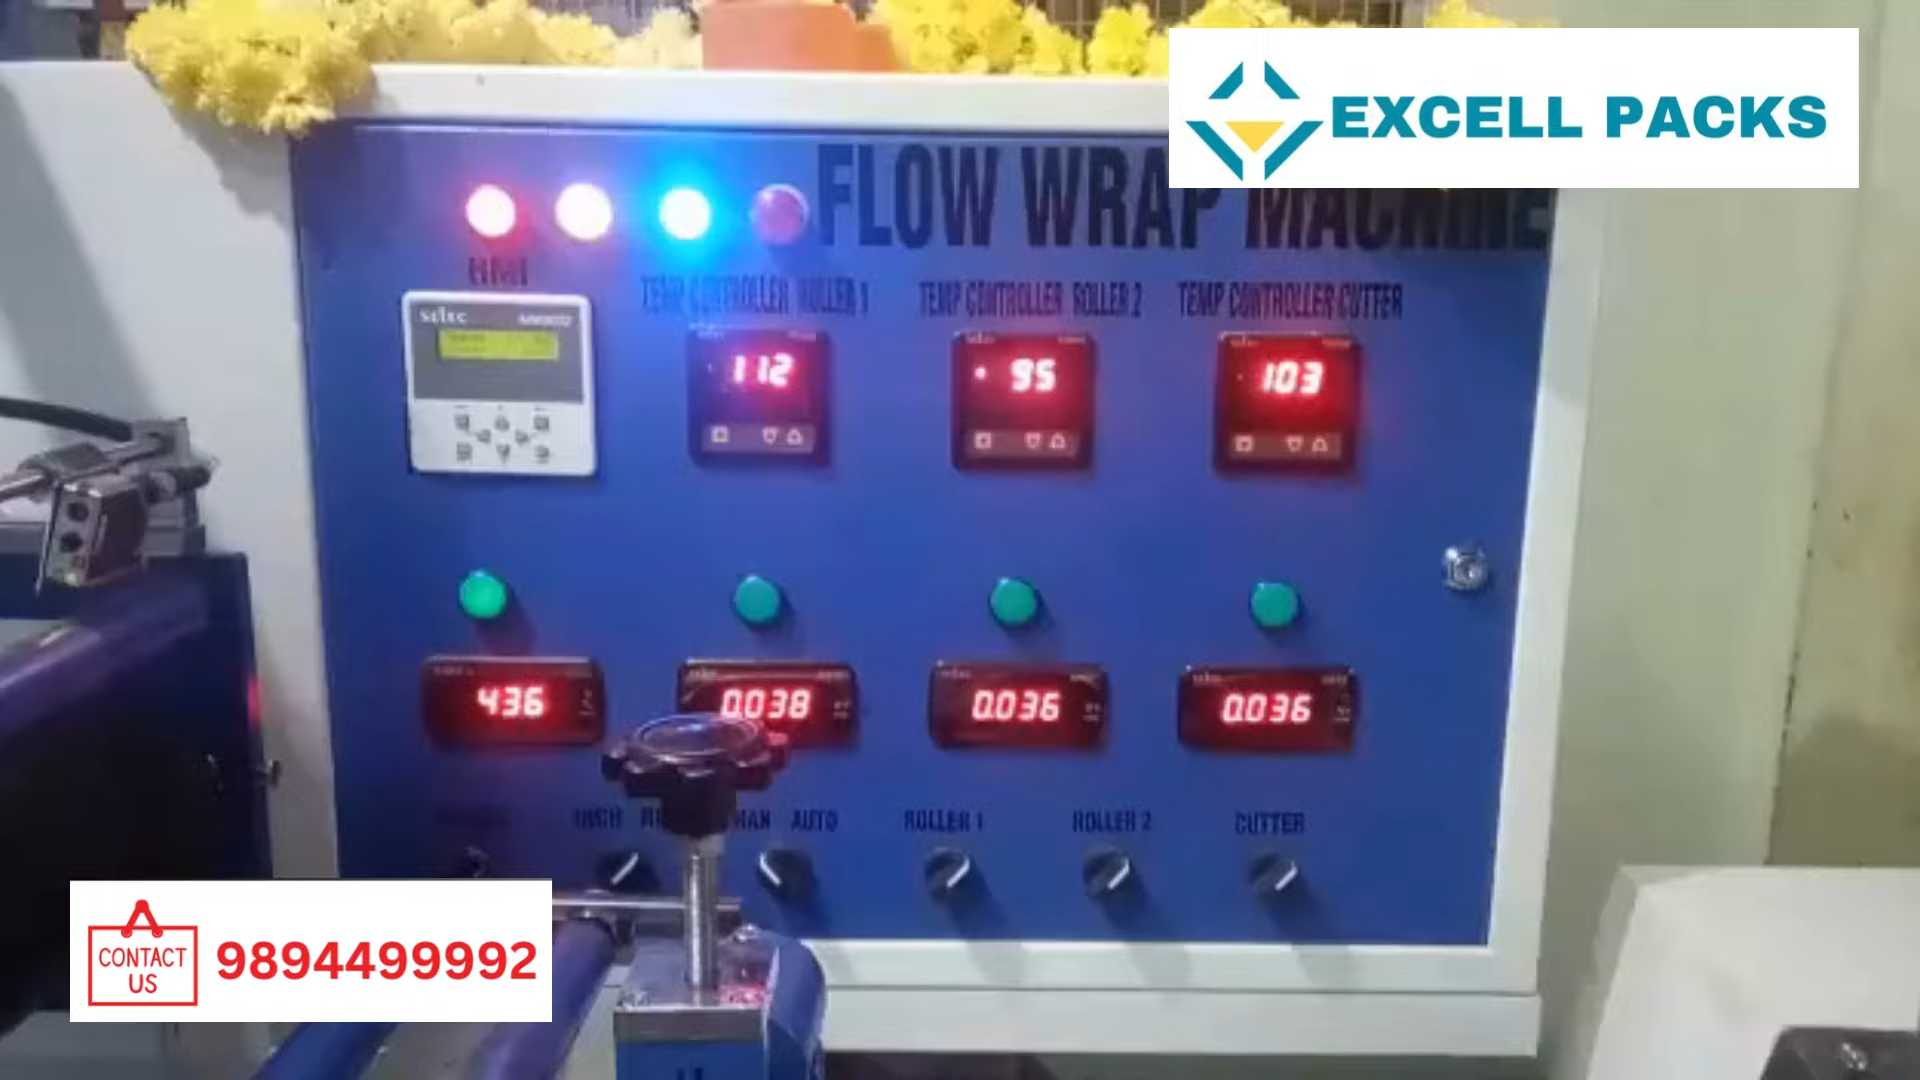 EXCELL PACKS
FLOW WRAP MACHINE
TEMP CONTROLLER ROLLER 1
TEMP CONTROLLER ROLLER 2
TEMP CONTROLLER CUTTER
selec
112
95
103
436
0.038
0.036
0.036
INCH
MAN AUTO
ROLLER 1
ROLLER 2
CUTTER
CONTACT
US
9894499992